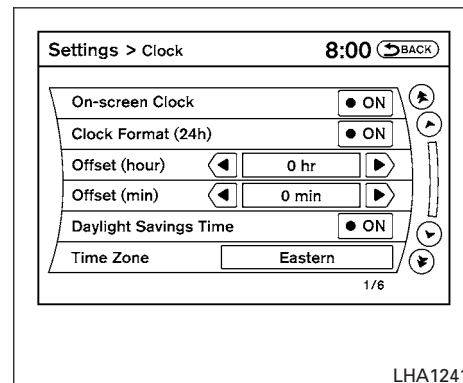 Settings > Clock 8:00 BACK
On-screen Clock ON
Clock Format (24h) ON
Offset (hour) 0 hr
Offset (min) 0 min
Daylight Savings Time ON
Time Zone Eastern
1/6
LHA1241